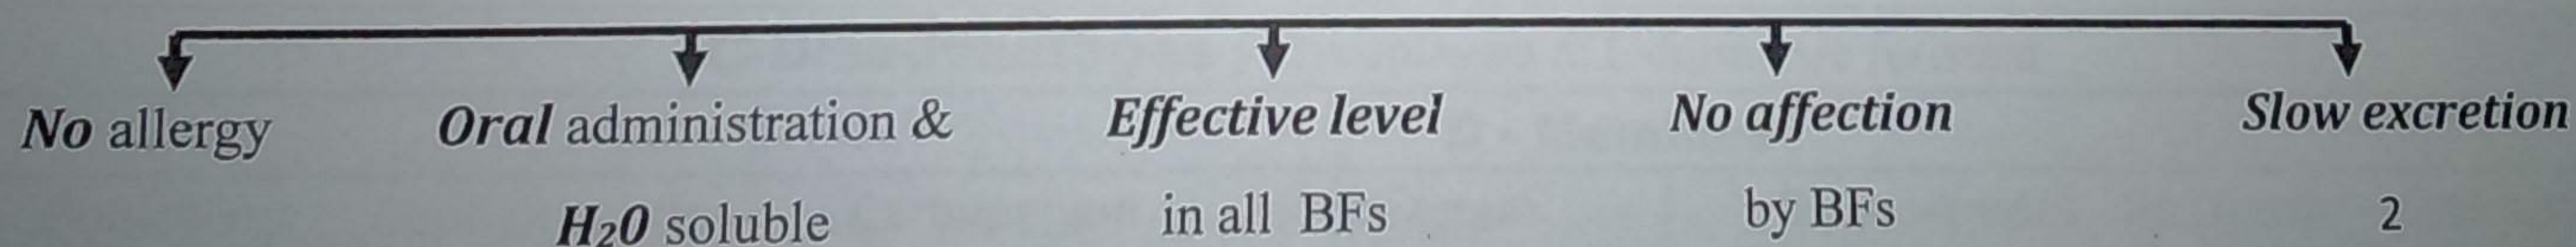 No allergy
Oral administration &
H₂O soluble
Effective level
in all BFs
No affection
by BFs
Slow excretion
2